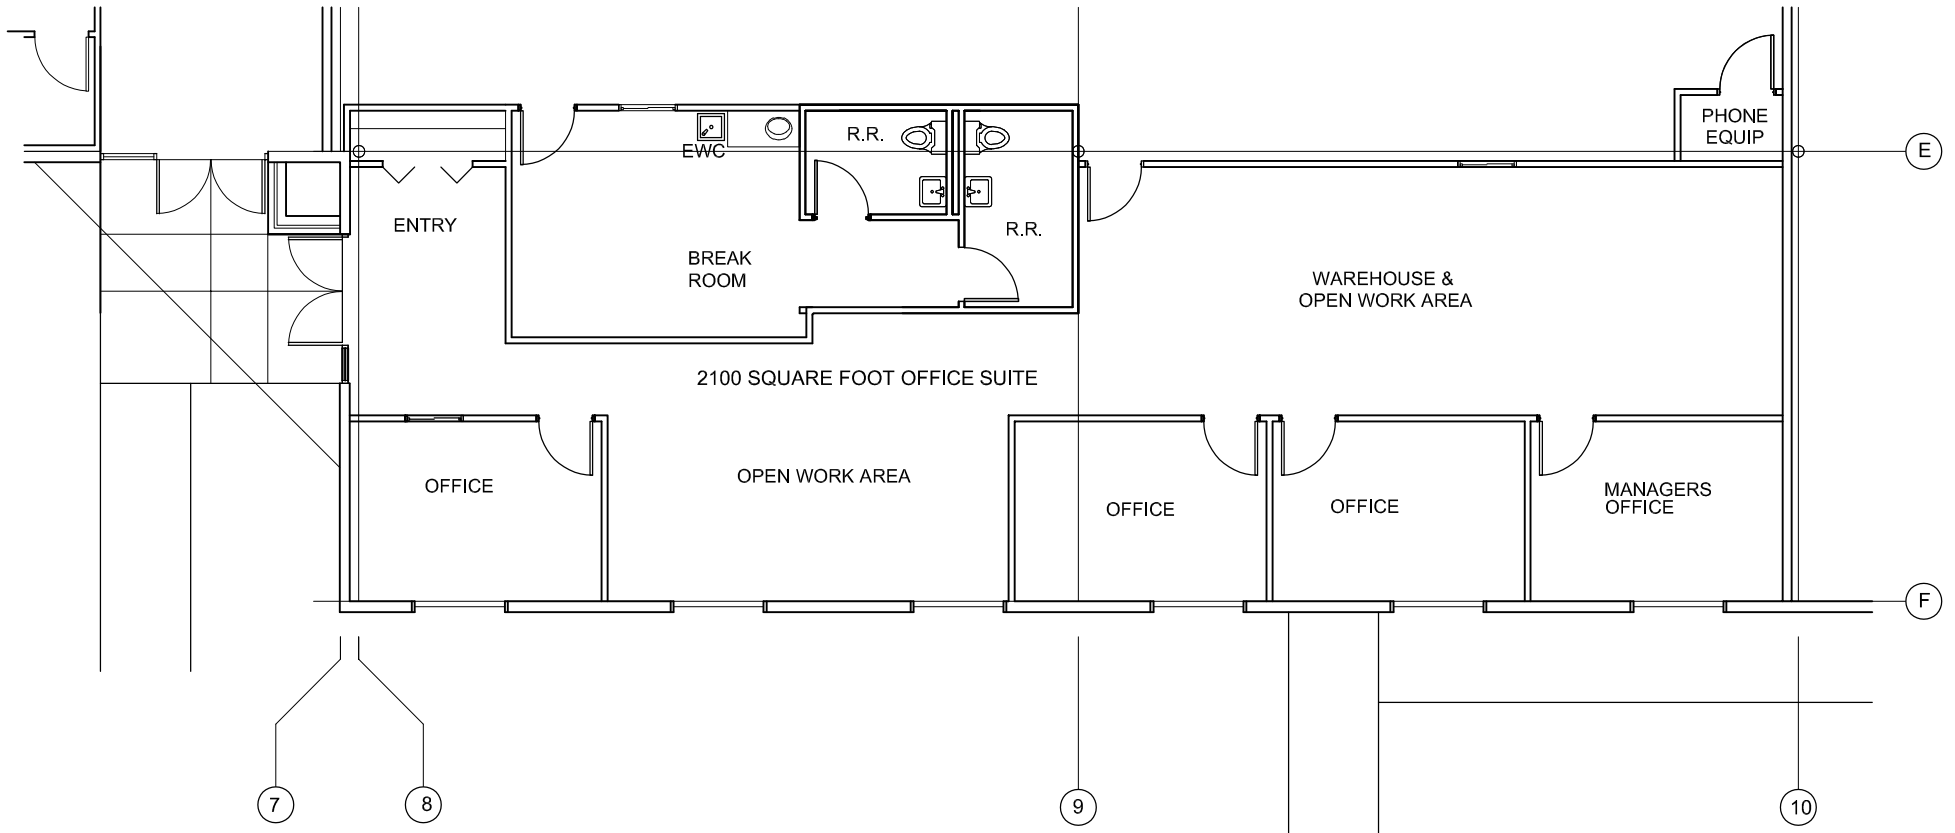 PHONE
EQUIP
R.R.
EWC
E
ENTRY
R.R.
BREAK
ROOM
WAREHOUSE &
OPEN WORK AREA
2100 SQUARE FOOT OFFICE SUITE
OFFICE
OPEN WORK AREA
OFFICE
OFFICE
MANAGERS
OFFICE
F
7
8
9
10